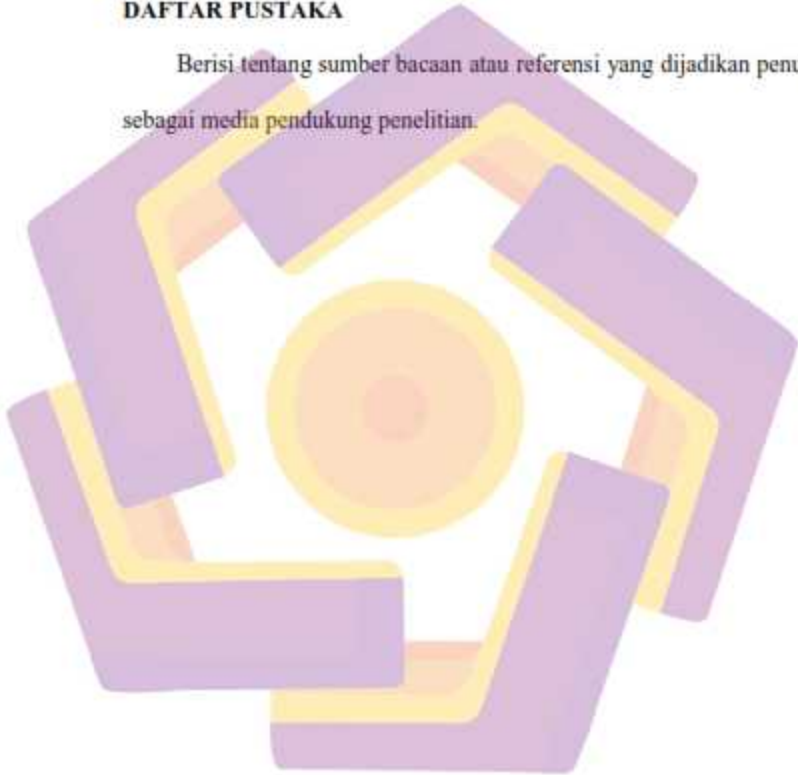 DAFTAR PUSTAKA
Berisi tentang sumber bacaan atau referensi yang dijadikan
sebagai media pendukung penelitian.